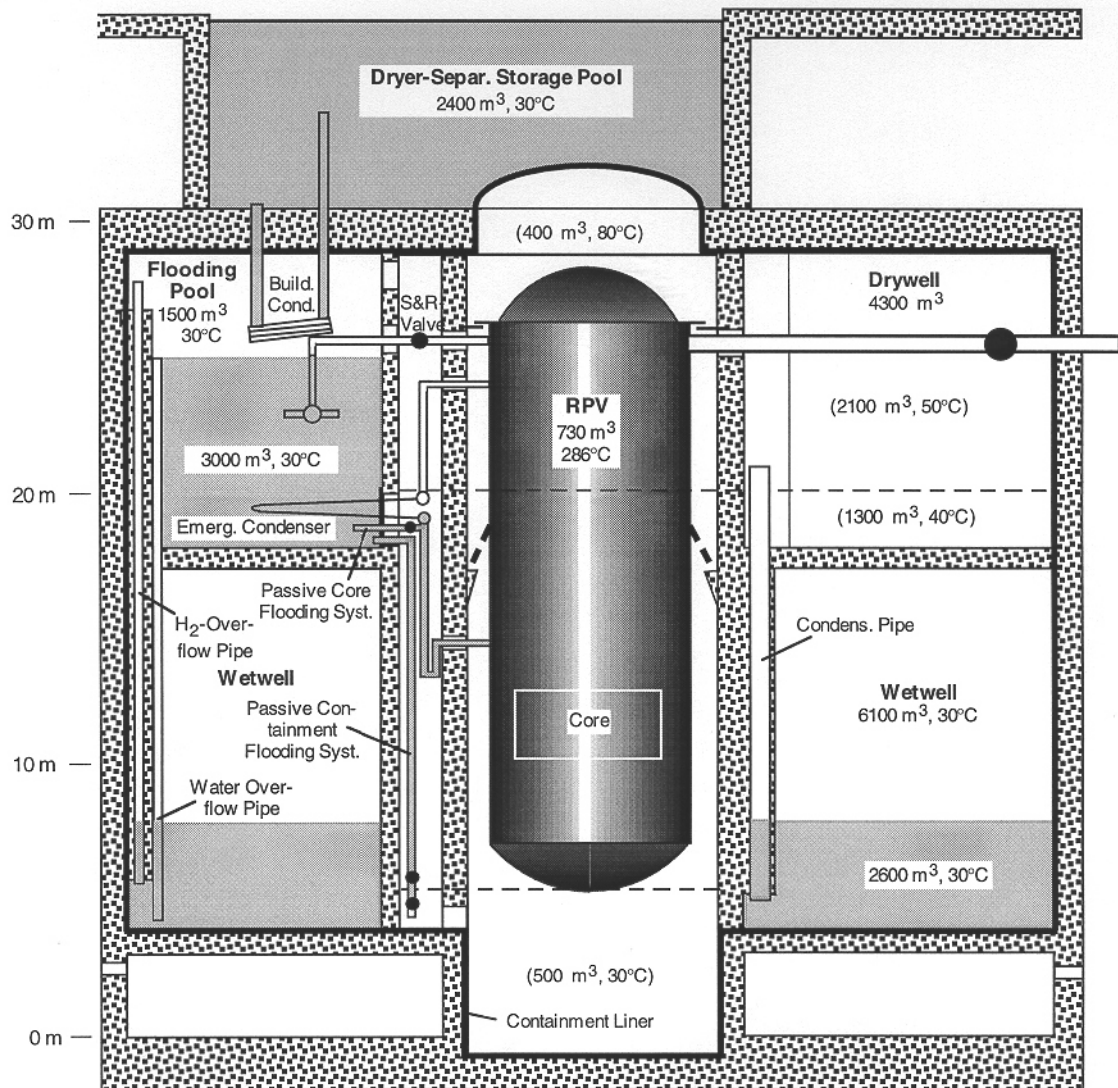 Dryer-Separ. Storage Pool
2400 m³, 30°C
30 m
(400 m³, 80°C)
Flooding
Pool
1500 m³
30°C
Build.
Cond.
S&R-
Valve
Drywell
4300 m³
RPV
730 m³
286°C
(2100 m³, 50°C)
3000 m³, 30°C
20 m
(1300 m³, 40°C)
Emerg. Condenser
Passive Core
Flooding Syst.
H₂-Over-
flow Pipe
Condens. Pipe
Wetwell
Wetwell
6100 m³, 30°C
Passive Con-
tainment
Flooding Syst.
Core
10 m
Water Over-
flow Pipe
2600 m³, 30°C
(500 m³, 30°C)
Containment Liner
0 m